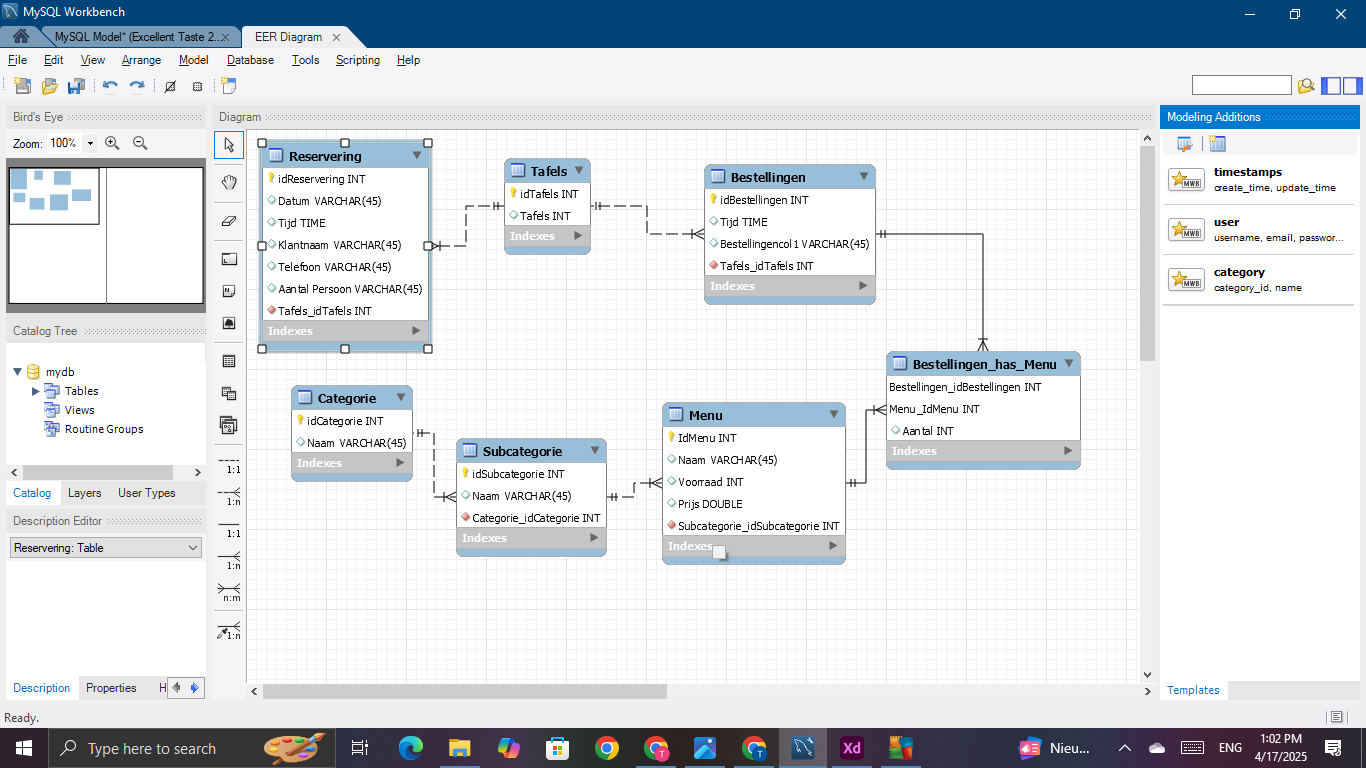 MySQL Workbench
MySQL Model* (Excellent Taste 2...
EER Diagram
File Edit View Arrange Model Database Tools Scripting Help
Bird's Eye
Zoom: 100%
Catalog Tree
mydb
Tables
Views
Routine Groups
Catalog Layers User Types
Description Editor
Reservering: Table
Description Properties H
Ready.
1:1
1:n
1:1
1:n
n:m
1:n
Diagram
Reservering
idReservering INT
Datum VARCHAR(45)
Tijd TIME
Klantnaam VARCHAR(45)
Telefoon VARCHAR(45)
Aantal Persoon VARCHAR(45)
Tafels_idTafels INT
Indexes
Tafels
idTafels INT
Tafels INT
Indexes
Bestellingen
idBestellingen INT
Tijd TIME
Bestellingencol1 VARCHAR(45)
Tafels_idTafels INT
Indexes
Bestellingen_has_Menu
Bestellingen_idBestellingen INT
Menu_IdMenu INT
Aantal INT
Indexes
Categorie
idCategorie INT
Naam VARCHAR(45)
Indexes
Subcategorie
idSubcategorie INT
Naam VARCHAR(45)
Categorie_idCategorie INT
Indexes
Menu
IdMenu INT
Naam VARCHAR(45)
Voorraad INT
Prijs DOUBLE
Subcategorie_idSubcategorie INT
Indexes
Modeling Additions
MWB
timestamps
create_time, update_time
MWB
user
username, email, passwor...
MWB
category
category_id, name
Templates
Type here to search
T
T
Xd
Nieu...
ENG
1:02 PM
4/17/2025